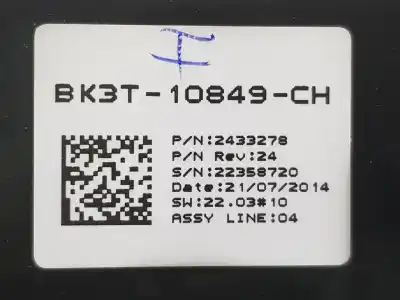 H
BK3T-10849-CH
P/N:2433278
P/N Rev:24
S/N:22358720
Date:21/07/2014
SW:22.03#10
ASSY LINE:04